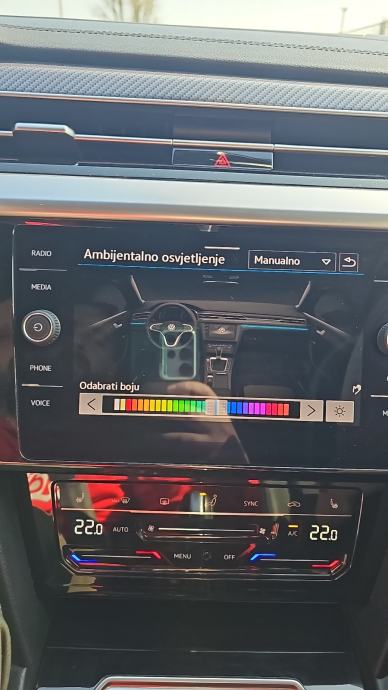 RADIO
Ambijentalno osvjetljenje
Manualno
MEDIA
PHONE
Odabrati boju
VOICE
SYNC
22.0 AUTO
A/C 22.0
MENU OFF